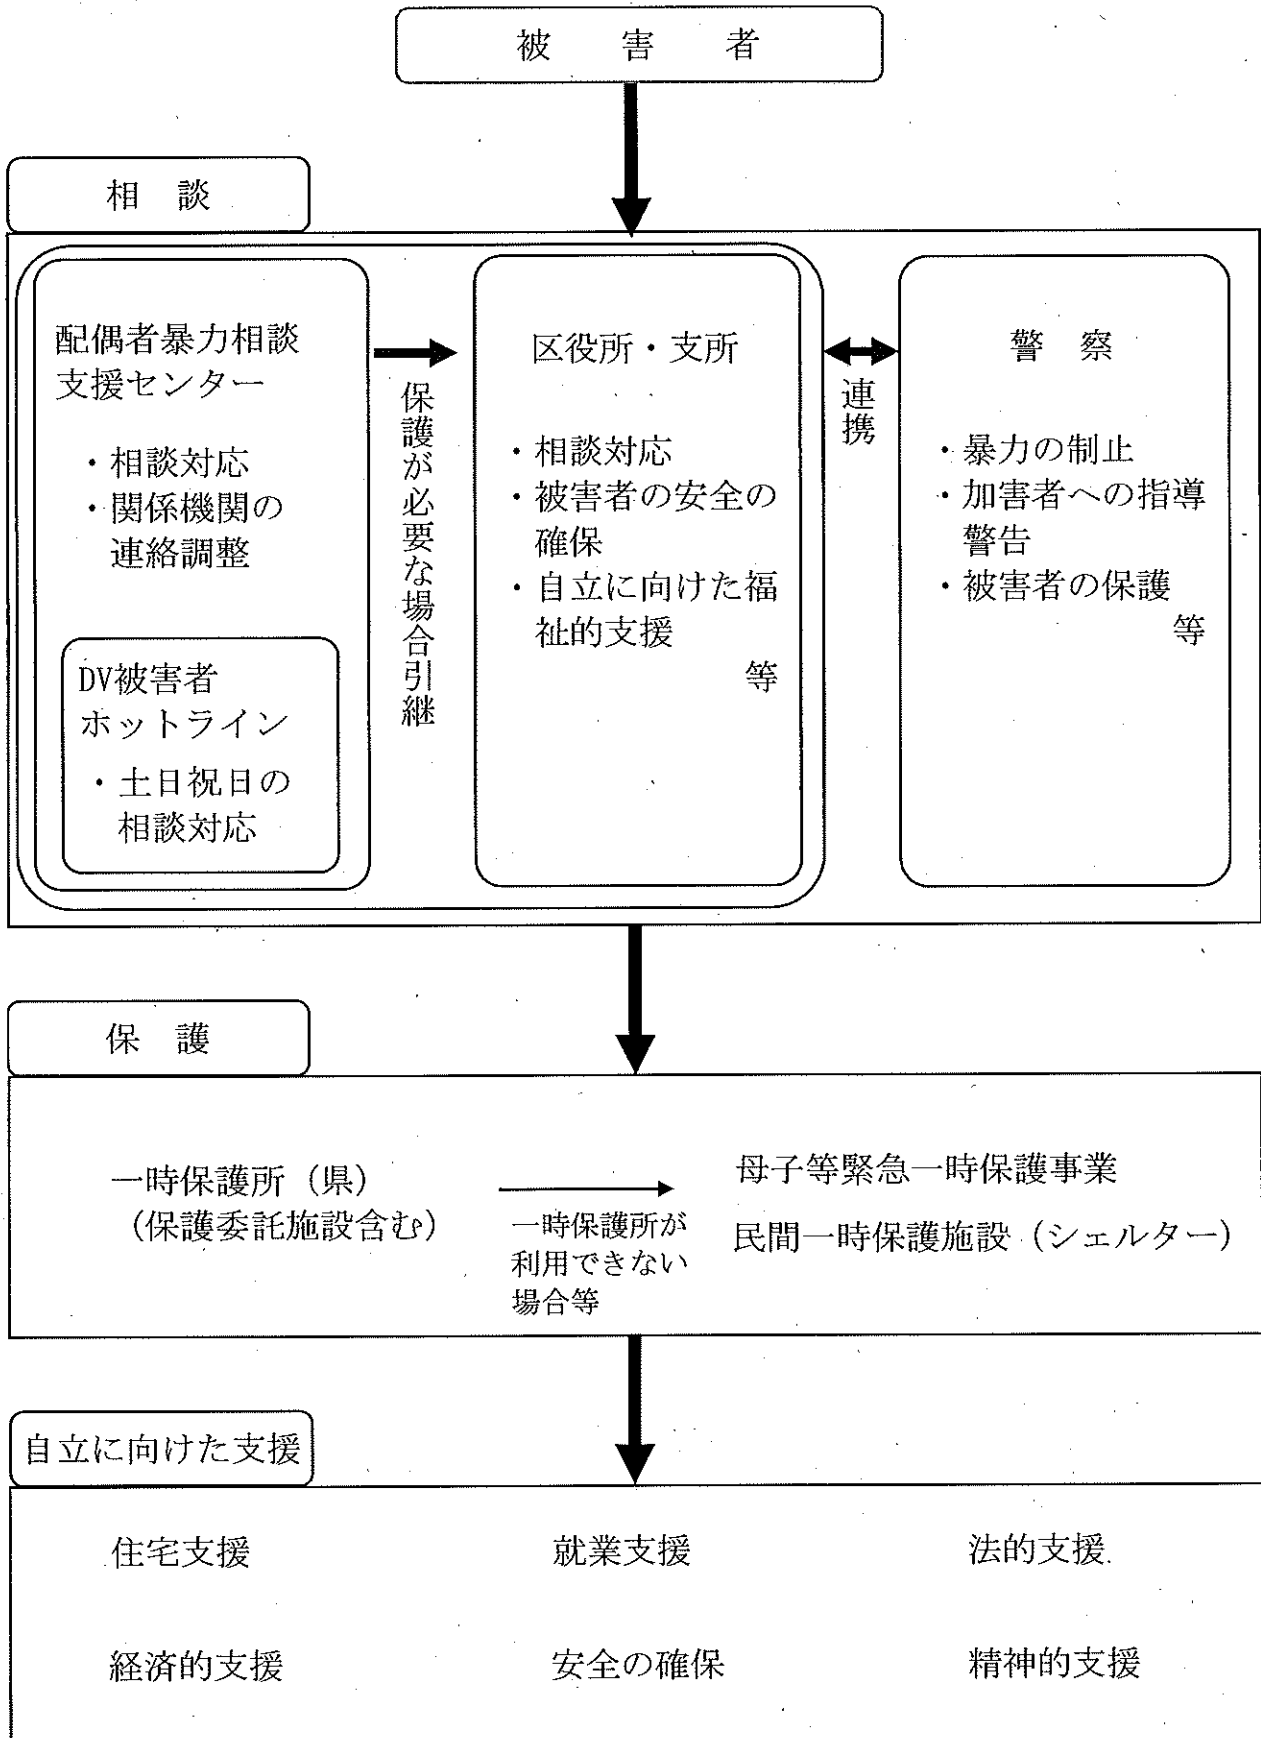 被 害 者
相 談
配偶者暴力相談
支援センター
・相談対応
・関係機関の
連絡調整
DV被害者
ホットライン
・土日祝日の
相談対応
保護が必要な場合引継
区役所・支所
・相談対応
・被害者の安全の
確保
・自立に向けた福
祉的支援
等
連携
警 察
・暴力の制止
・加害者への指導
警告
・被害者の保護
等
保 護
一時保護所（県）
（保護委託施設含む）
一時保護所が
利用できない
場合等
母子等緊急一時保護事業
民間一時保護施設（シェルター）
自立に向けた支援
住宅支援
就業支援
法的支援
経済的支援
安全の確保
精神的支援